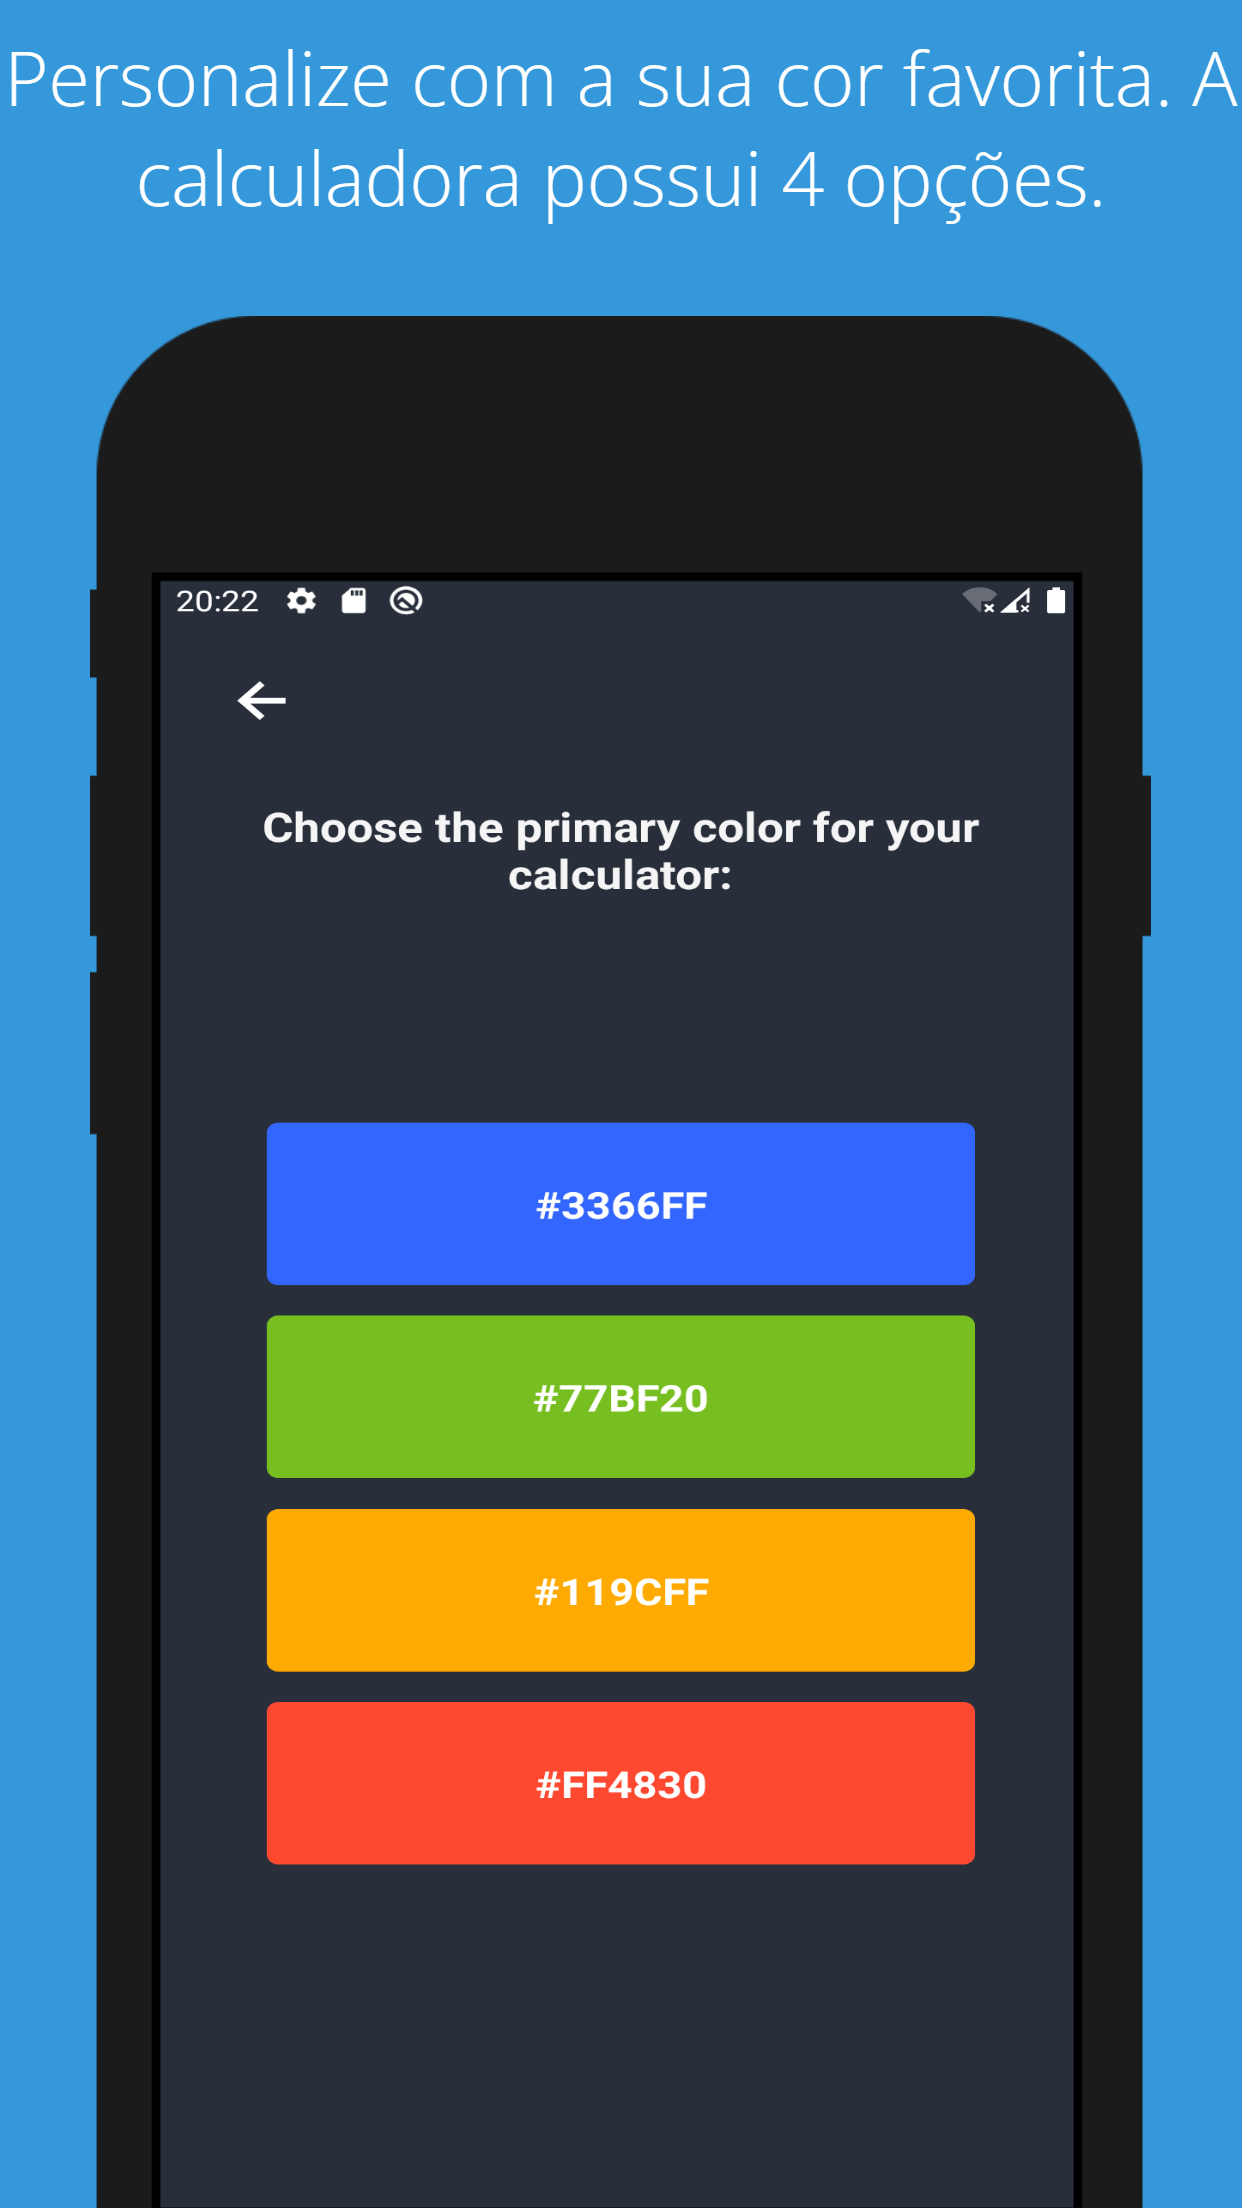 Personalize com a sua cor favorita. A
calculadora possui 4 opções.
20:22
Choose the primary color for your
calculator:
#3366FF
#77BF20
#119CFF
#FF4830